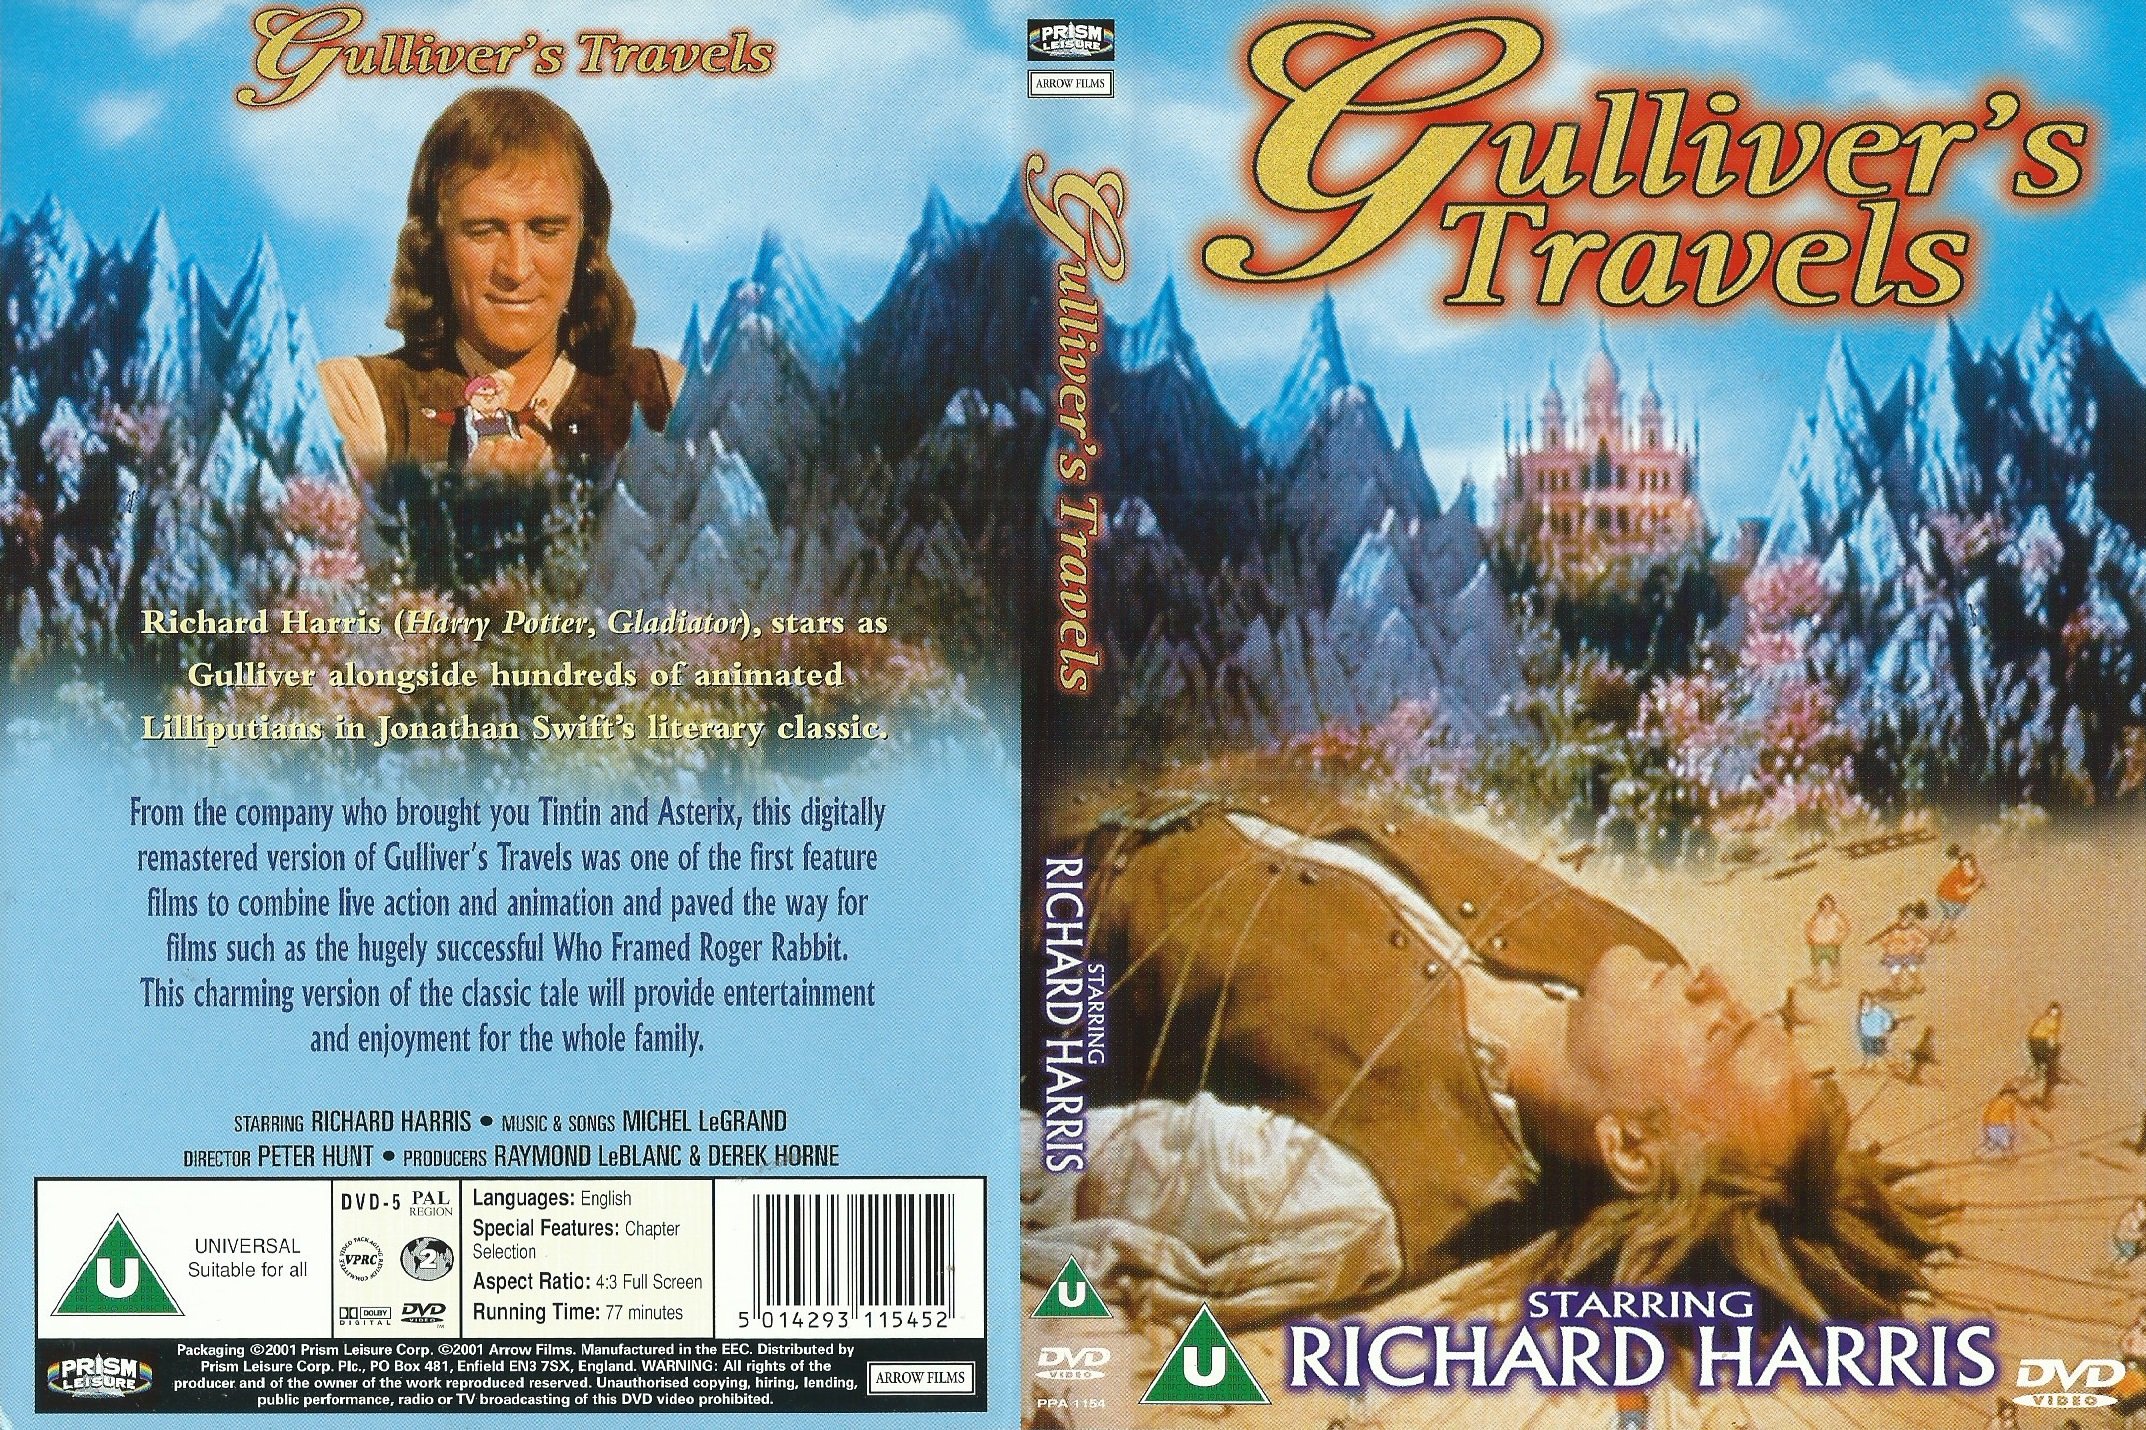 Gulliver's Travels
Richard Harris (Harry Potter, Gladiator), stars as
Gulliver alongside hundreds of animated
Lilliputians in Jonathan Swift's literary classic.
From the company who brought you Tintin and Asterix, this digitally
remastered version of Gulliver's Travels was one of the first feature
films to combine live action and animation and paved the way for
films such as the hugely successful Who Framed Roger Rabbit.
This charming version of the classic tale will provide entertainment
and enjoyment for the whole family.
STARRING RICHARD HARRIS • MUSIC & SONGS MICHEL LeGRAND
DIRECTOR PETER HUNT • PRODUCERS RAYMOND LeBLANC & DEREK HORNE
U
UNIVERSAL
Suitable for all
DVD-5 PAL
REGION
VIDEO PACKAGING REVIEW COMMITTEE
VPRC
2
DOLBY
DIGITAL
DVD
VIDEO
TM
Languages: English
Special Features: Chapter
Selection
Aspect Ratio: 4:3 Full Screen
Running Time: 77 minutes
5 014293 115452
PRISM
LEISURE
Packaging ©2001 Prism Leisure Corp. ©2001 Arrow Films. Manufactured in the EEC. Distributed by
Prism Leisure Corp. Plc., PO Box 481, Enfield EN3 7SX, England. WARNING: All rights of the
producer and of the owner of the work reproduced reserved. Unauthorised copying, hiring, lending,
public performance, radio or TV broadcasting of this DVD video prohibited.
ARROW FILMS
PRISM
LEISURE
ARROW FILMS
Gulliver's Travels
STARRING
RICHARD HARRIS
U
DVD
VIDEO
PPA 1154
Gulliver's
Travels
U
STARRING
RICHARD HARRIS
DVD
VIDEO